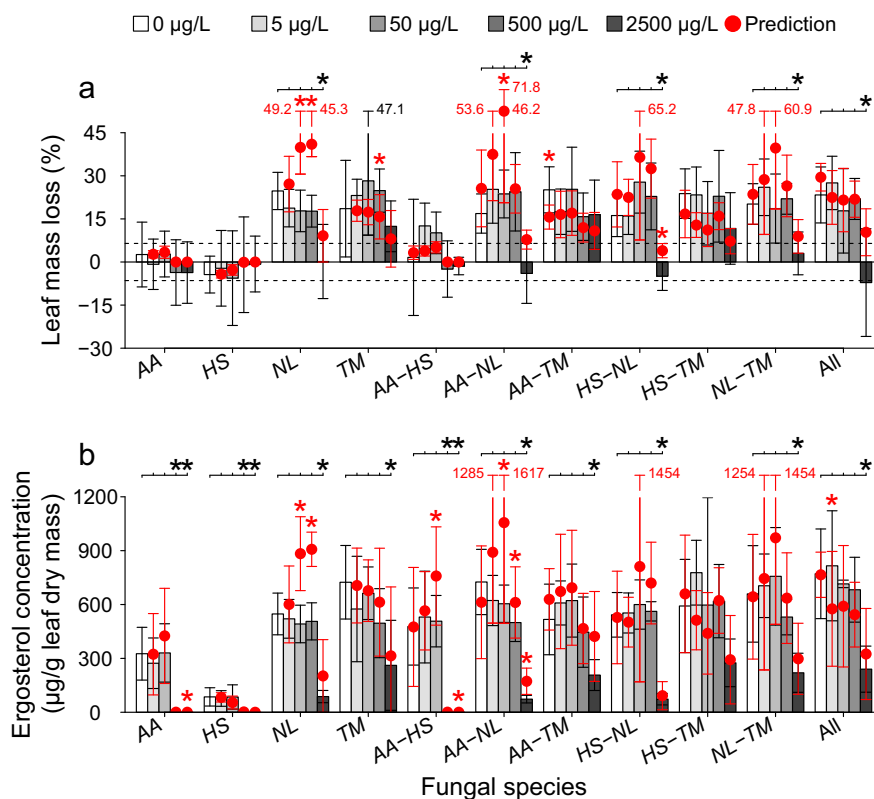 0 µg/L 5 µg/L 50 µg/L 500 µg/L 2500 µg/L Prediction
a
* * * * *
* * * 71.8
49.2 45.3 47.1 53.6 46.2 65.2 47.8 60.9
* *
*
Leaf mass loss (%)
45
30
15
0
−15
−30
AA HS NL TM AA−HS AA−NL AA−TM HS−NL HS−TM NL−TM All
b
** ** * * ** * * * * *
1285 * 1617 1454 1254 1454
* * * * *
* * * *
Ergosterol concentration
(µg/g leaf dry mass)
1200
900
600
300
0
AA HS NL TM AA−HS AA−NL AA−TM HS−NL HS−TM NL−TM All
Fungal species